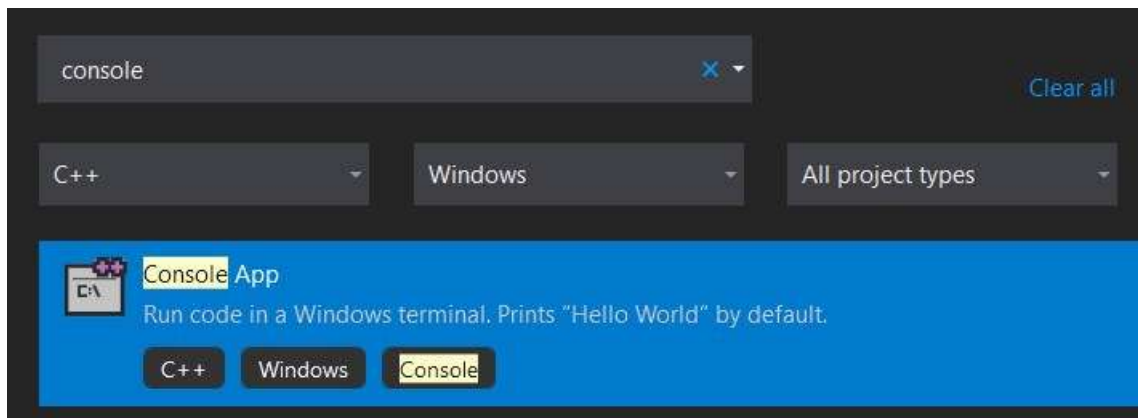 console
Clear all
C++ Windows All project types
Console App
C:\
Run code in a Windows terminal. Prints "Hello World" by default.
C++ Windows Console